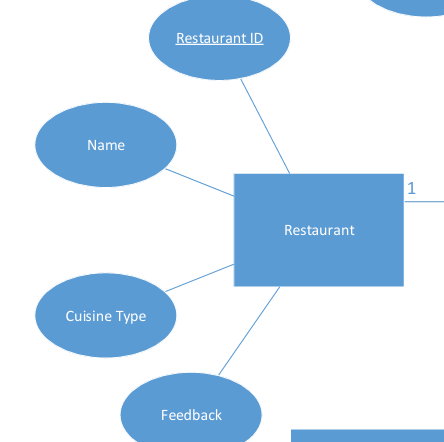 Restaurant ID
Name
1
Restaurant
Cuisine Type
Feedback